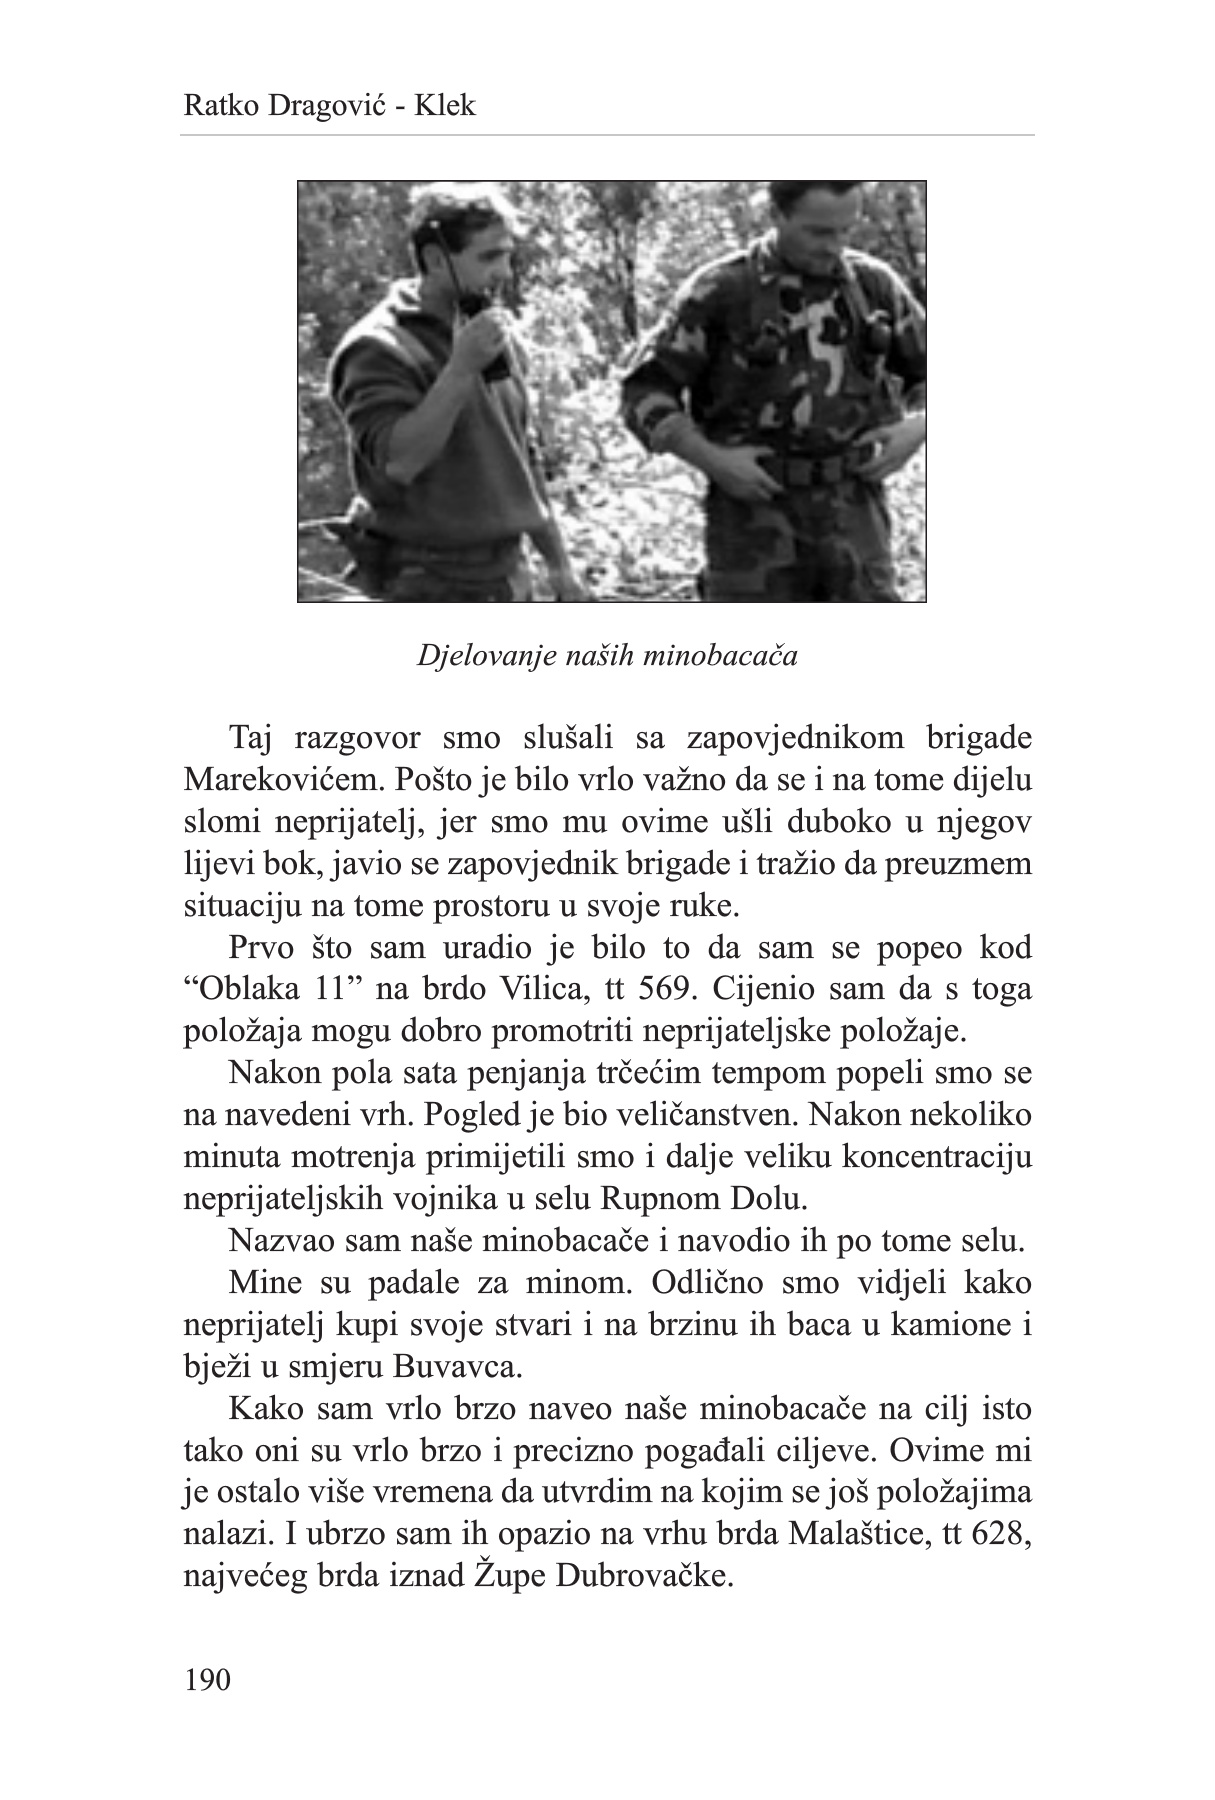 Ratko Dragović - Klek
Djelovanje naših minobacača
Taj razgovor smo slušali sa zapovjednikom brigade
Marekovićem. Pošto je bilo vrlo važno da se i na tome dijelu
slomi neprijatelj, jer smo mu ovime ušli duboko u njegov
lijevi bok, javio se zapovjednik brigade i tražio da preuzmem
situaciju na tome prostoru u svoje ruke.
Prvo što sam uradio je bilo to da sam se popeo kod
“Oblaka 11” na brdo Vilica, tt 569. Cijenio sam da s toga
položaja mogu dobro promotriti neprijateljske položaje.
Nakon pola sata penjanja trčećim tempom popeli smo se
na navedeni vrh. Pogled je bio veličanstven. Nakon nekoliko
minuta motrenja primijetili smo i dalje veliku koncentraciju
neprijateljskih vojnika u selu Rupnom Dolu.
Nazvao sam naše minobacače i navodio ih po tome selu.
Mine su padale za minom. Odlično smo vidjeli kako
neprijatelj kupi svoje stvari i na brzinu ih baca u kamione i
bježi u smjeru Buvavca.
Kako sam vrlo brzo naveo naše minobacače na cilj isto
tako oni su vrlo brzo i precizno pogađali ciljeve. Ovime mi
je ostalo više vremena da utvrdim na kojim se još položajima
nalazi. I ubrzo sam ih opazio na vrhu brda Malaštice, tt 628,
najvećeg brda iznad Župe Dubrovačke.
190